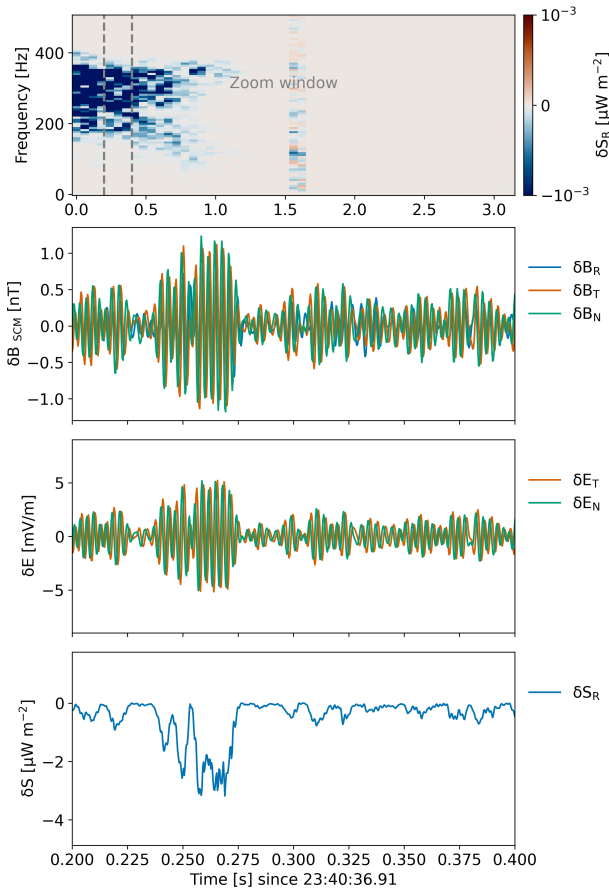 Frequency [Hz]
400
200
0
Zoom window
0.0 0.5 1.0 1.5 2.0 2.5 3.0
10⁻³
0
−10⁻³
δS_R [μW m⁻²]
δB _SCM [nT]
1.0
0.5
0.0
−0.5
−1.0
δB_R
δB_T
δB_N
δE [mV/m]
5
0
−5
δE_T
δE_N
δS [μW m⁻²]
0
−2
−4
δS_R
0.200 0.225 0.250 0.275 0.300 0.325 0.350 0.375 0.400
Time [s] since 23:40:36.91